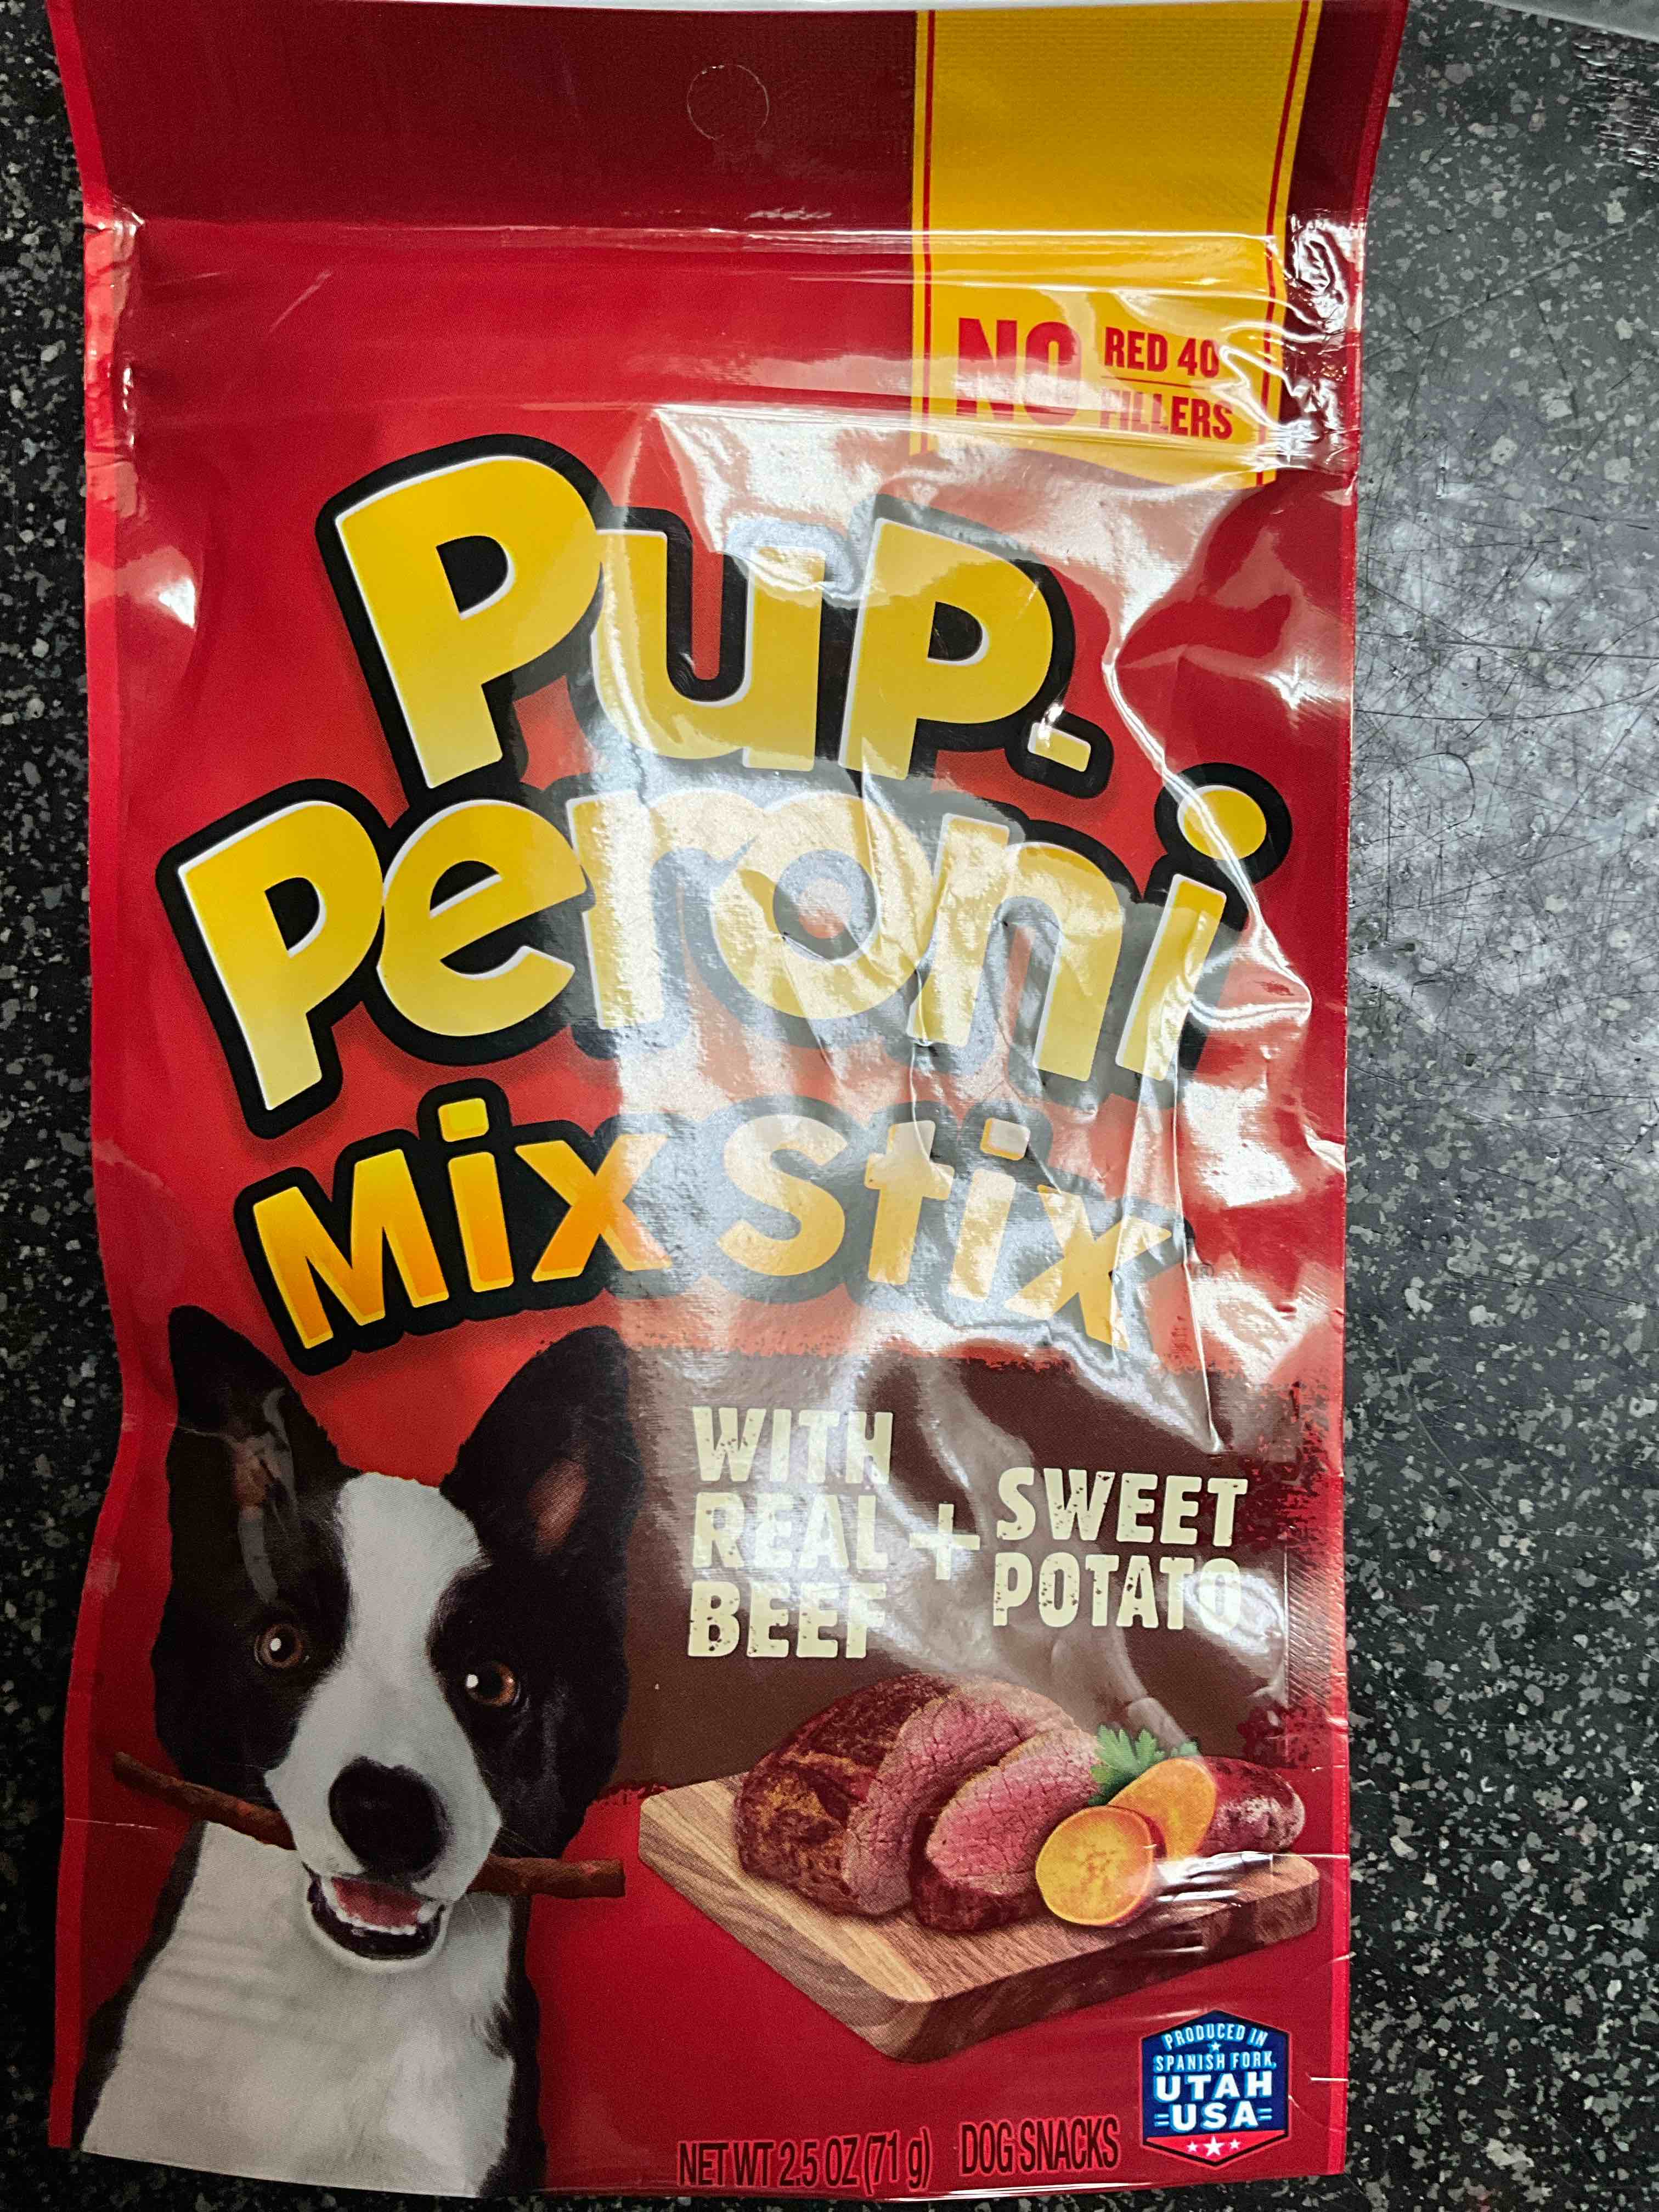 NO RED 40
NO FILLERS
Pup-
Peroni
Mix Stix
WITH
REAL
BEEF
+
SWEET
POTATO
PRODUCED IN
SPANISH FORK,
UTAH
USA
NET WT 2.5 OZ (71 g) DOG SNACKS